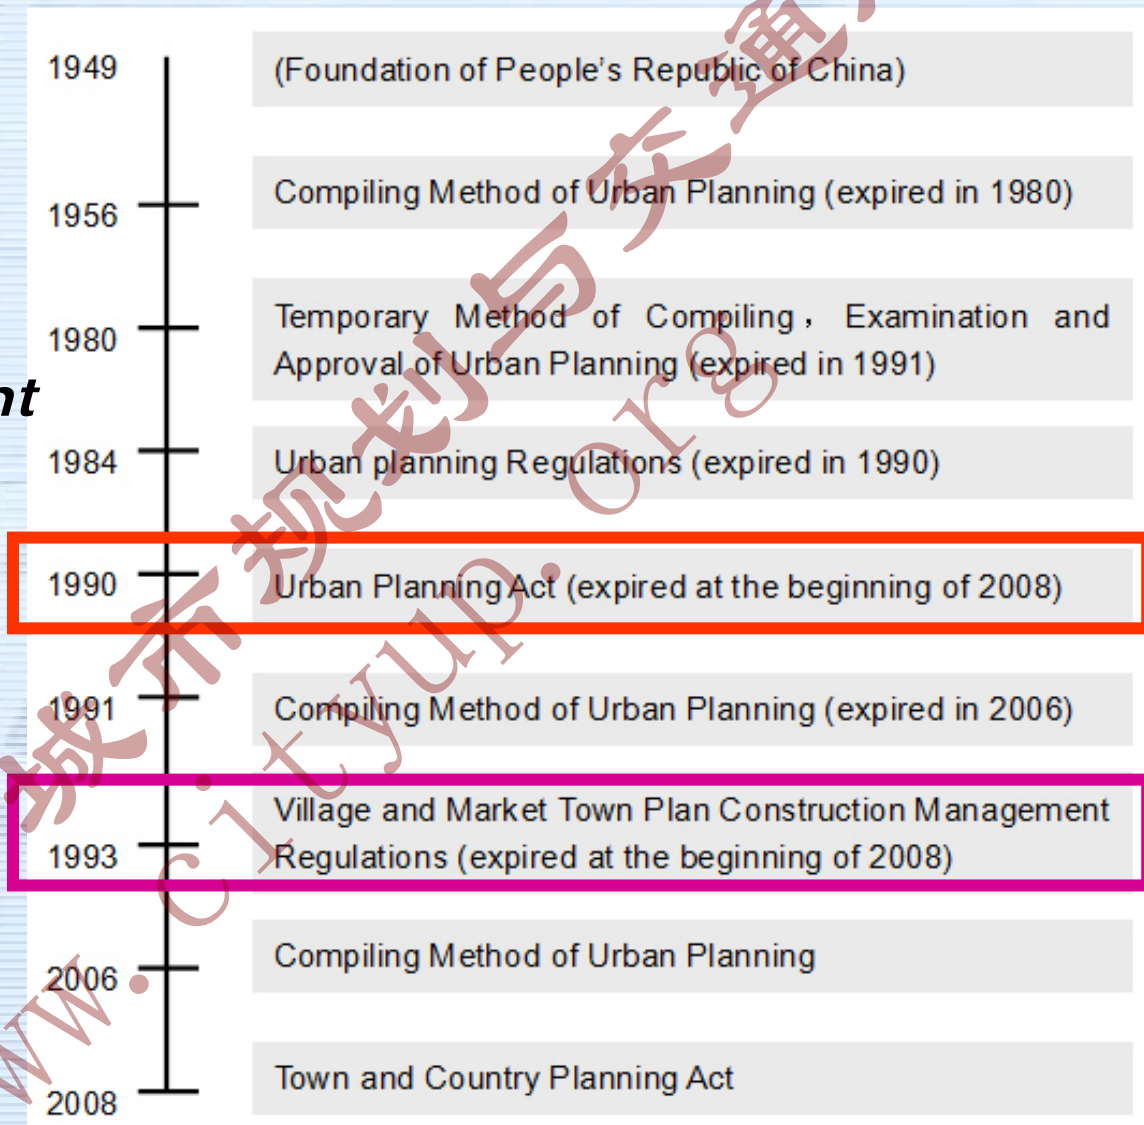 1949
(Foundation of People's Republic of China)
1956
Compiling Method of Urban Planning (expired in 1980)
1980
Temporary Method of Compiling，Examination and
Approval of Urban Planning (expired in 1991)
nt
1984
Urban planning Regulations (expired in 1990)
1990
Urban Planning Act (expired at the beginning of 2008)
1991
Compiling Method of Urban Planning (expired in 2006)
1993
Village and Market Town Plan Construction Management
Regulations (expired at the beginning of 2008)
2006
Compiling Method of Urban Planning
2008
Town and Country Planning Act
城市规划与交通
ww.cityup.org